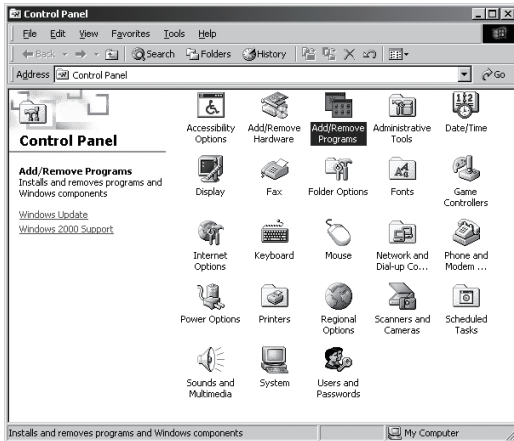 Control Panel
File Edit View Favorites Tools Help
Back Search Folders History
Address Control Panel Go
Control Panel
Add/Remove Programs
Installs and removes programs and
Windows components
Windows Update
Windows 2000 Support
Accessibility
Options
Add/Remove
Hardware
Add/Remove
Programs
Administrative
Tools
Date/Time
Display
Fax
Folder Options
Fonts
Game
Controllers
Internet
Options
Keyboard
Mouse
Network and
Dial-up Co...
Phone and
Modem ...
Power Options
Printers
Regional
Options
Scanners and
Cameras
Scheduled
Tasks
Sounds and
Multimedia
System
Users and
Passwords
Installs and removes programs and Windows components My Computer